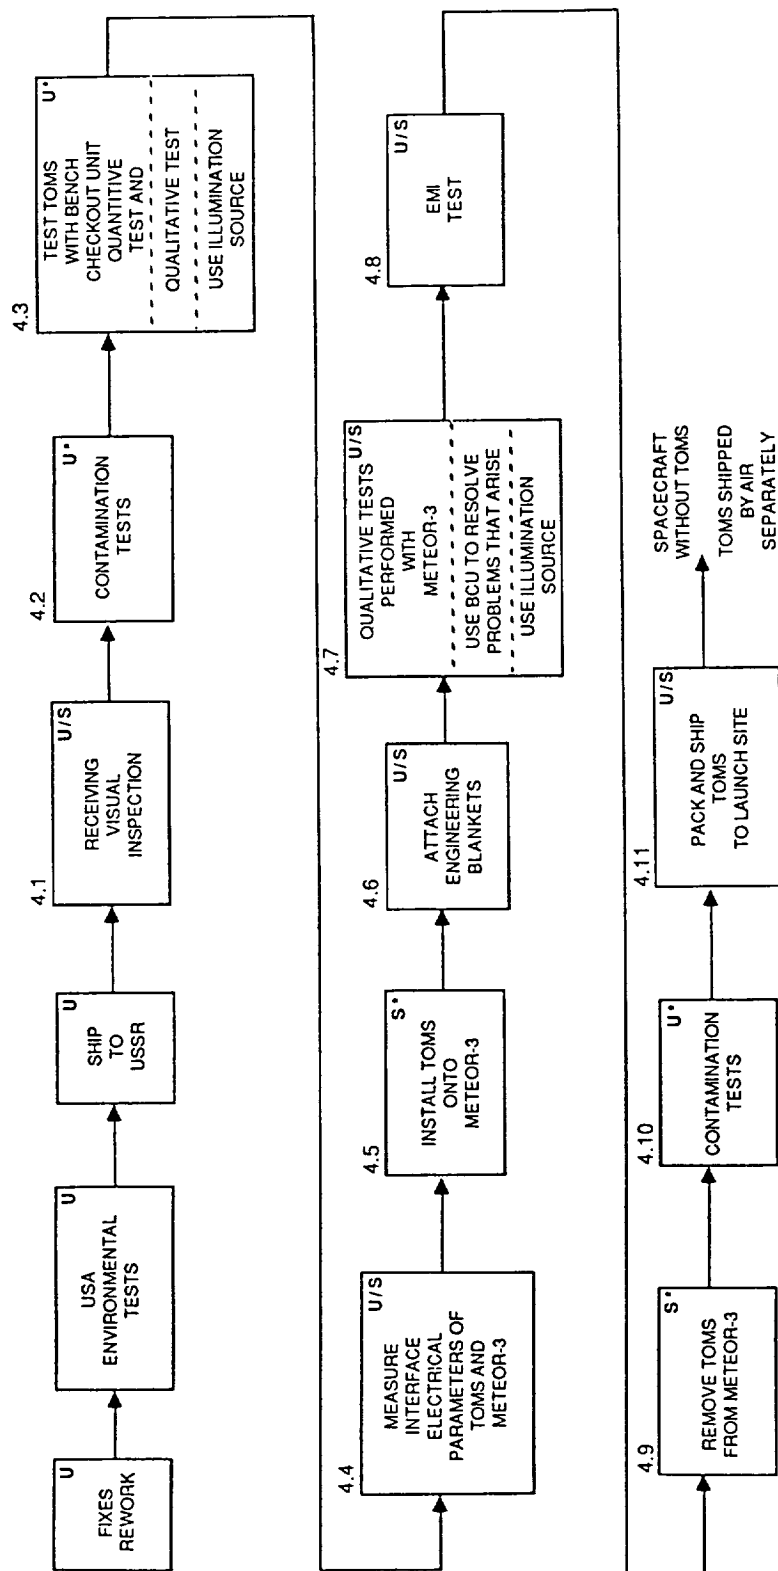 U
FIXES
REWORK
U
USA
ENVIRONMENTAL
TESTS
U
SHIP
TO
USSR
4.1
U/S
RECEIVING
VISUAL
INSPECTION
4.2
U*
CONTAMINATION
TESTS
4.3
U*
TEST TOMS
WITH BENCH
CHECKOUT UNIT
QUANTITIVE
TEST AND
QUALITATIVE TEST
USE ILLUMINATION
SOURCE
4.4
U/S
MEASURE
INTERFACE
ELECTRICAL
PARAMETERS OF
TOMS AND
METEOR-3
4.5
S*
INSTALL TOMS
ONTO
METEOR-3
4.6
U/S
ATTACH
ENGINEERING
BLANKETS
4.7
U/S
QUALITATIVE TESTS
PERFORMED
WITH
METEOR-3
USE BCU TO RESOLVE
PROBLEMS THAT ARISE
USE ILLUMINATION
SOURCE
4.8
U/S
EMI
TEST
4.9
S*
REMOVE TOMS
FROM METEOR-3
4.10
U*
CONTAMINATION
TESTS
4.11
U/S
PACK AND SHIP
TOMS
TO LAUNCH SITE
SPACECRAFT
WITHOUT TOMS
TOMS SHIPPED
BY AIR
SEPARATELY